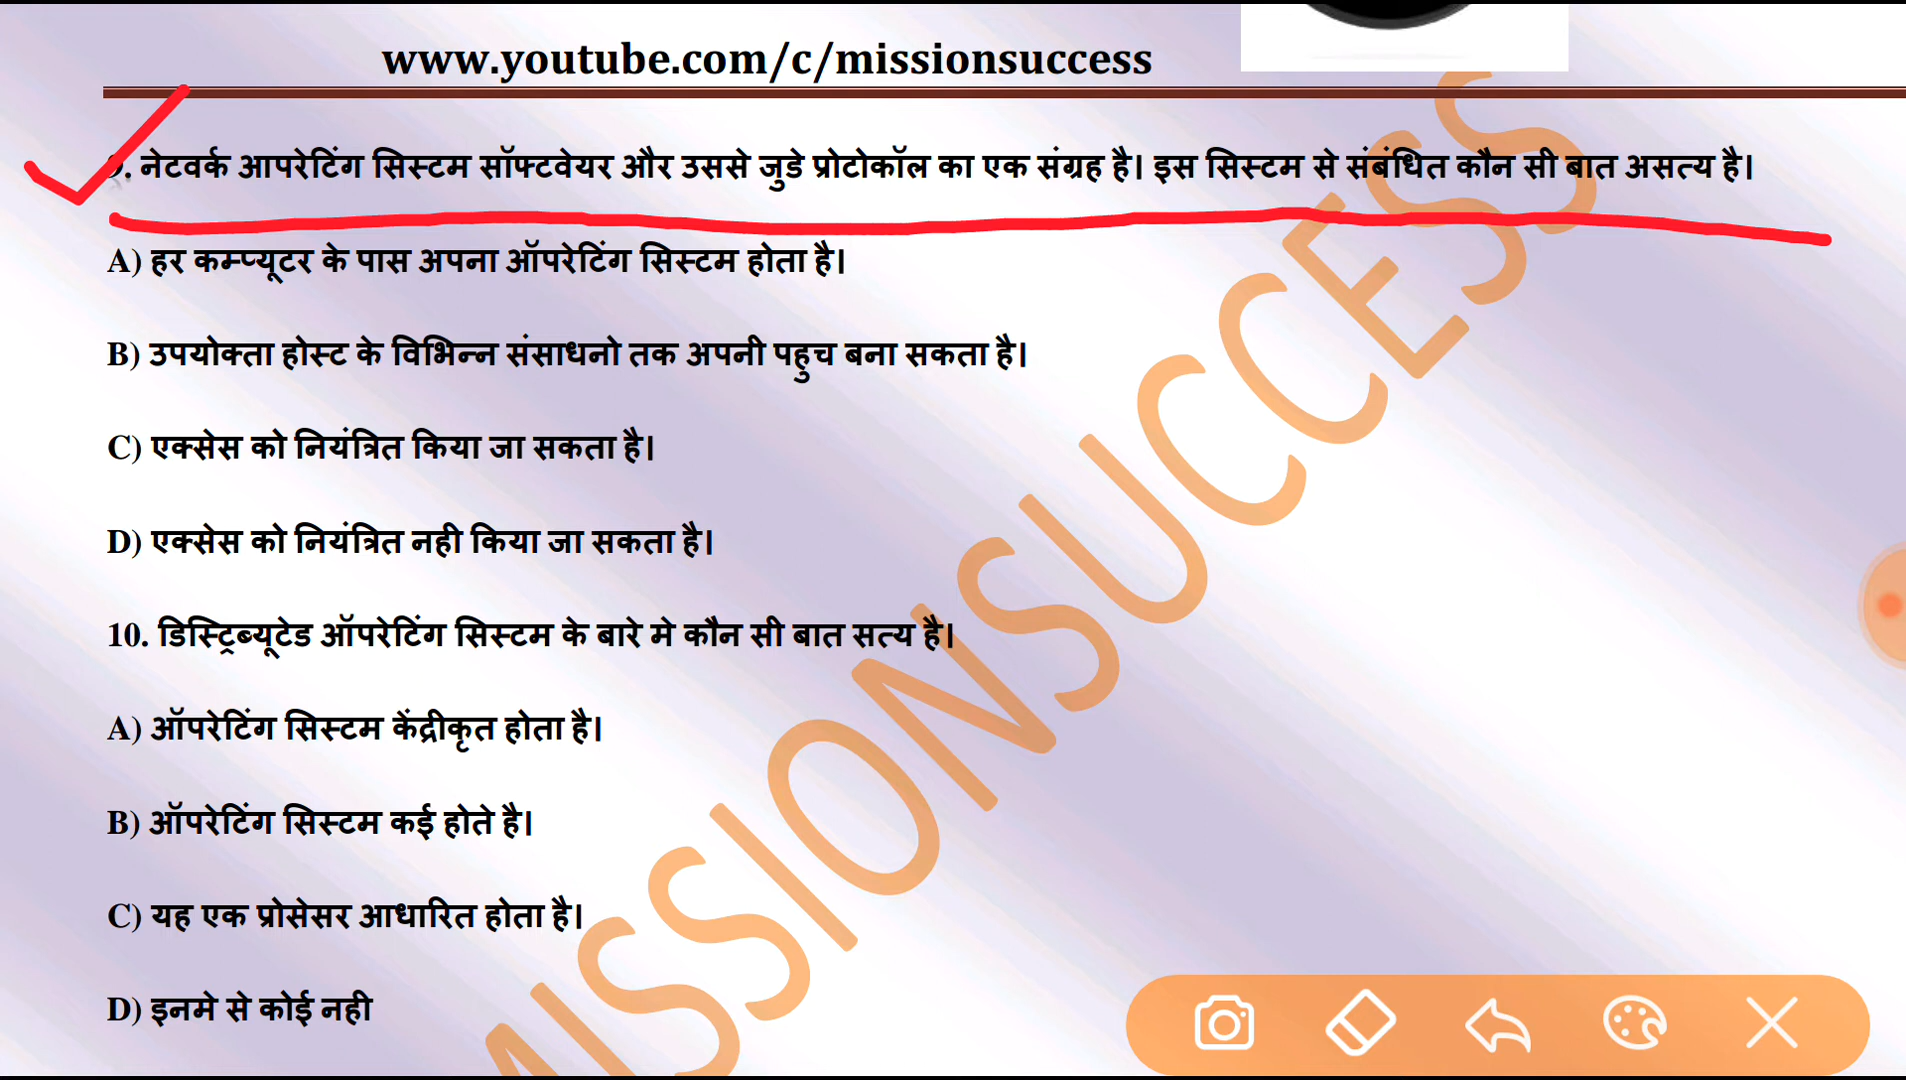 www.youtube.com/c/missionsuccess
9. नेटवर्क आपरेटिंग सिस्टम सॉफ्टवेयर और उससे जुडे प्रोटोकॉल का एक संग्रह है। इस सिस्टम से संबंधित कौन सी बात असत्य है।
A) हर कम्प्यूटर के पास अपना ऑपरेटिंग सिस्टम होता है।
B) उपयोक्ता होस्ट के विभिन्न संसाधनो तक अपनी पहुच बना सकता है।
C) एक्सेस को नियंत्रित किया जा सकता है।
D) एक्सेस को नियंत्रित नही किया जा सकता है।
10. डिस्ट्रिब्यूटेड ऑपरेटिंग सिस्टम के बारे मे कौन सी बात सत्य है।
A) ऑपरेटिंग सिस्टम केंद्रीकृत होता है।
B) ऑपरेटिंग सिस्टम कई होते है।
C) यह एक प्रोसेसर आधारित होता है।
D) इनमे से कोई नही
MISSIONSUCCESS